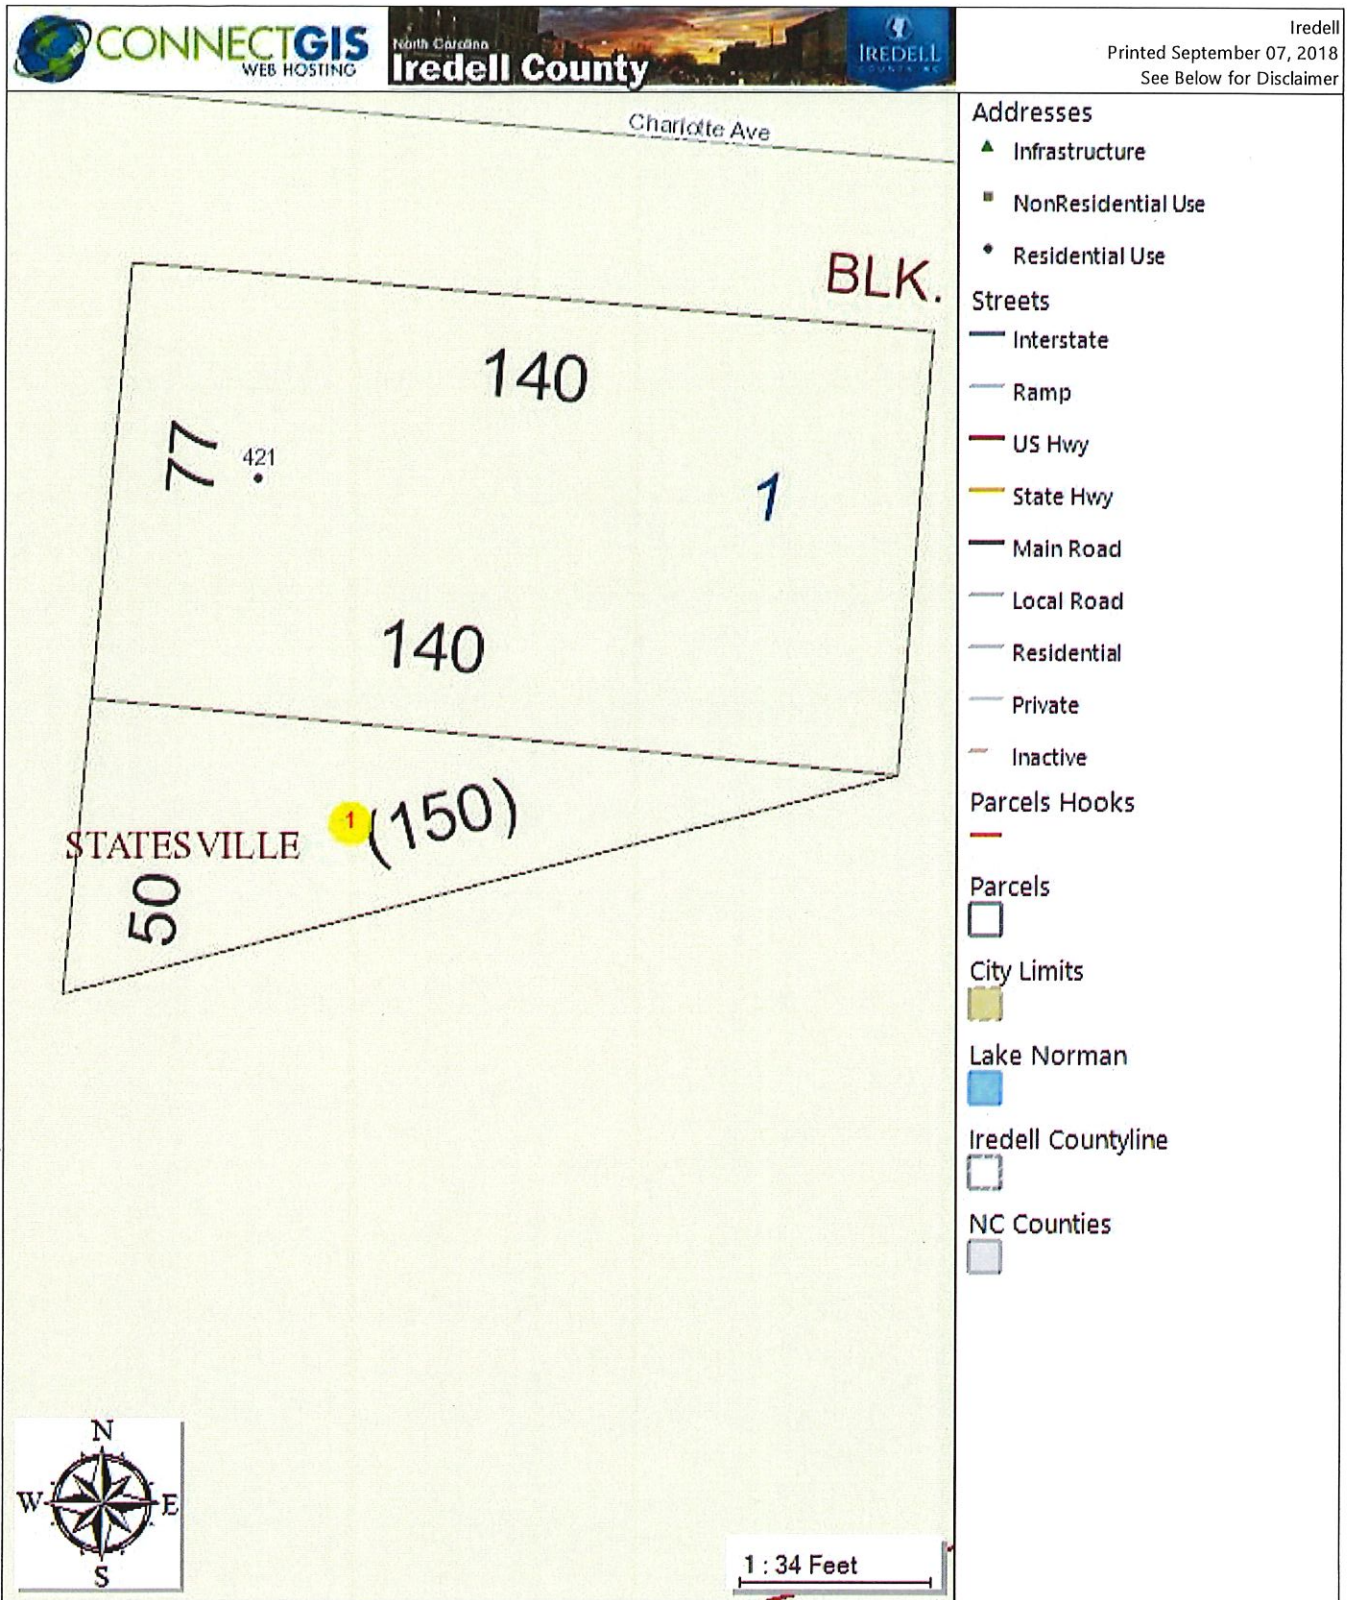 CONNECTGIS
WEB HOSTING
North Carolina
Iredell County
IREDELL
COUNTY NC
Iredell
Printed September 07, 2018
See Below for Disclaimer
Charlotte Ave
BLK.
140
77
421
1
140
1
(150)
STATESVILLE
50
N
W
E
S
1 : 34 Feet
Addresses
Infrastructure
NonResidential Use
Residential Use
Streets
Interstate
Ramp
US Hwy
State Hwy
Main Road
Local Road
Residential
Private
Inactive
Parcels Hooks
Parcels
City Limits
Lake Norman
Iredell Countyline
NC Counties